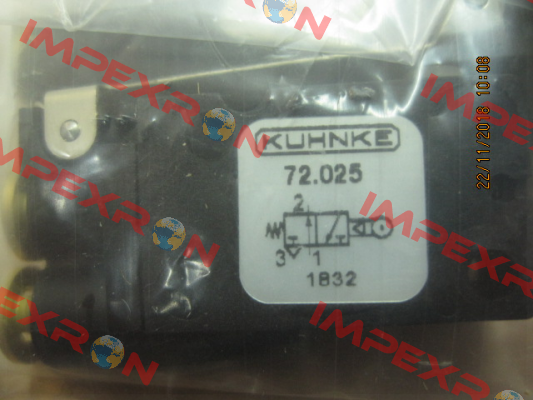 IMPEXRON
IMPEXRON
IMPEXRON
IMPEXRON
IMPEXRON
IMPEXRON
22/11/2018 10:08
KUHNKE
72.025
2
3 1
1832